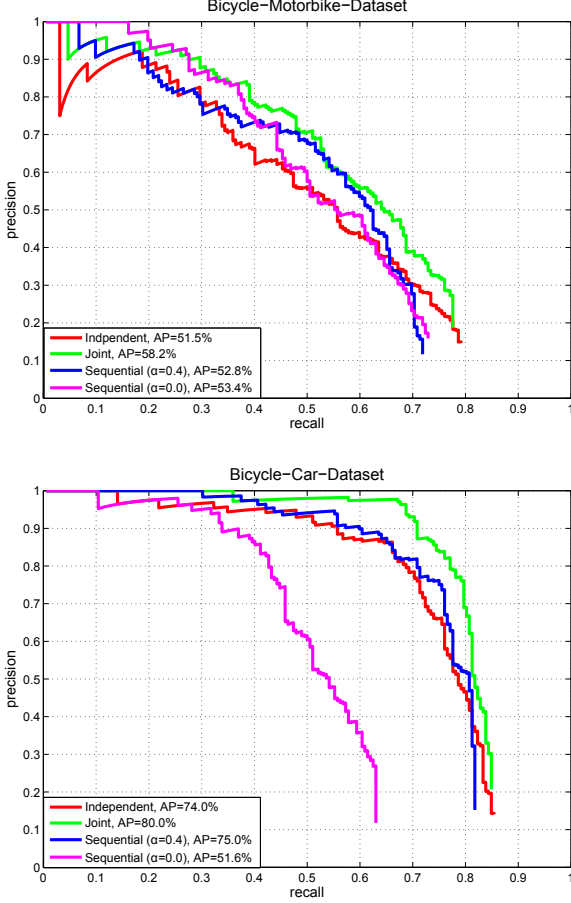 Bicycle−Motorbike−Dataset
1
0.9
0.8
0.7
0.6
0.5
0.4
0.3
0.2
0.1
0
precision
Indpendent, AP=51.5%
Joint, AP=58.2%
Sequential (α=0.4), AP=52.8%
Sequential (α=0.0), AP=53.4%
0 0.1 0.2 0.3 0.4 0.5 0.6 0.7 0.8 0.9 1
recall
Bicycle−Car−Dataset
1
0.9
0.8
0.7
0.6
0.5
0.4
0.3
0.2
0.1
0
precision
Independent, AP=74.0%
Joint, AP=80.0%
Sequential (α=0.4), AP=75.0%
Sequential (α=0.0), AP=51.6%
0 0.1 0.2 0.3 0.4 0.5 0.6 0.7 0.8 0.9 1
recall